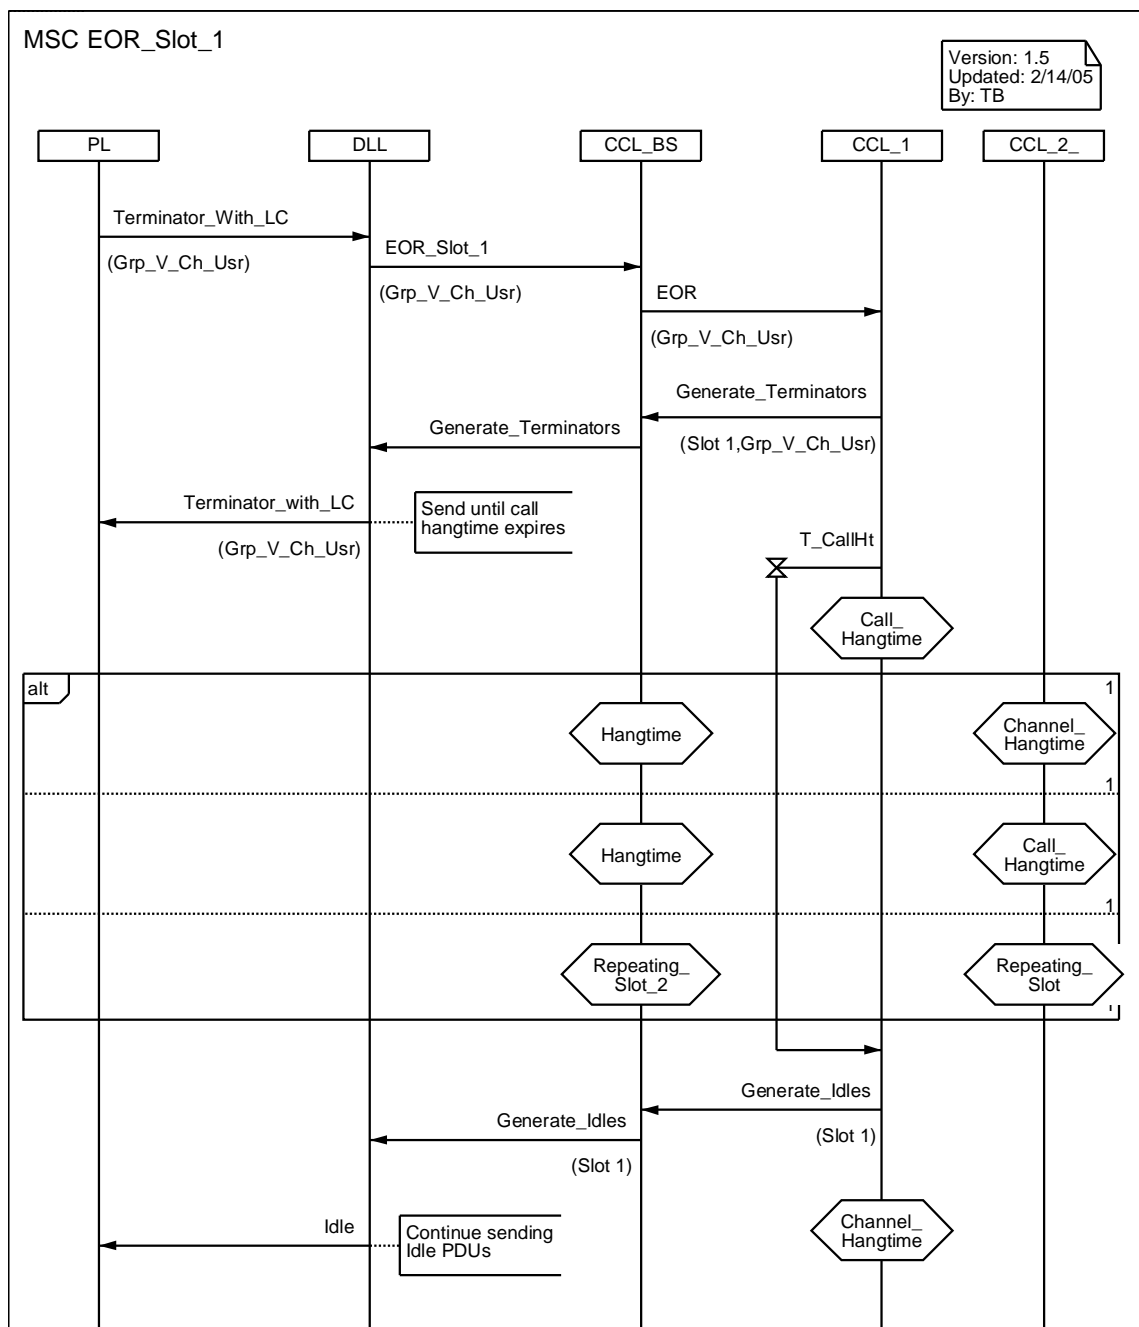 MSC EOR_Slot_1
Version: 1.5
Updated: 2/14/05
By: TB
PL
DLL
CCL_BS
CCL_1
CCL_2_
Terminator_With_LC
(Grp_V_Ch_Usr)
EOR_Slot_1
(Grp_V_Ch_Usr)
EOR
(Grp_V_Ch_Usr)
Generate_Terminators
(Slot 1,Grp_V_Ch_Usr)
Generate_Terminators
Terminator_with_LC
(Grp_V_Ch_Usr)
Send until call
hangtime expires
T_CallHt
Call_
Hangtime
alt
1
Hangtime
Channel_
Hangtime
1
Hangtime
Call_
Hangtime
1
Repeating_
Slot_2
Repeating_
Slot
Generate_Idles
(Slot 1)
Generate_Idles
(Slot 1)
Idle
Continue sending
Idle PDUs
Channel_
Hangtime